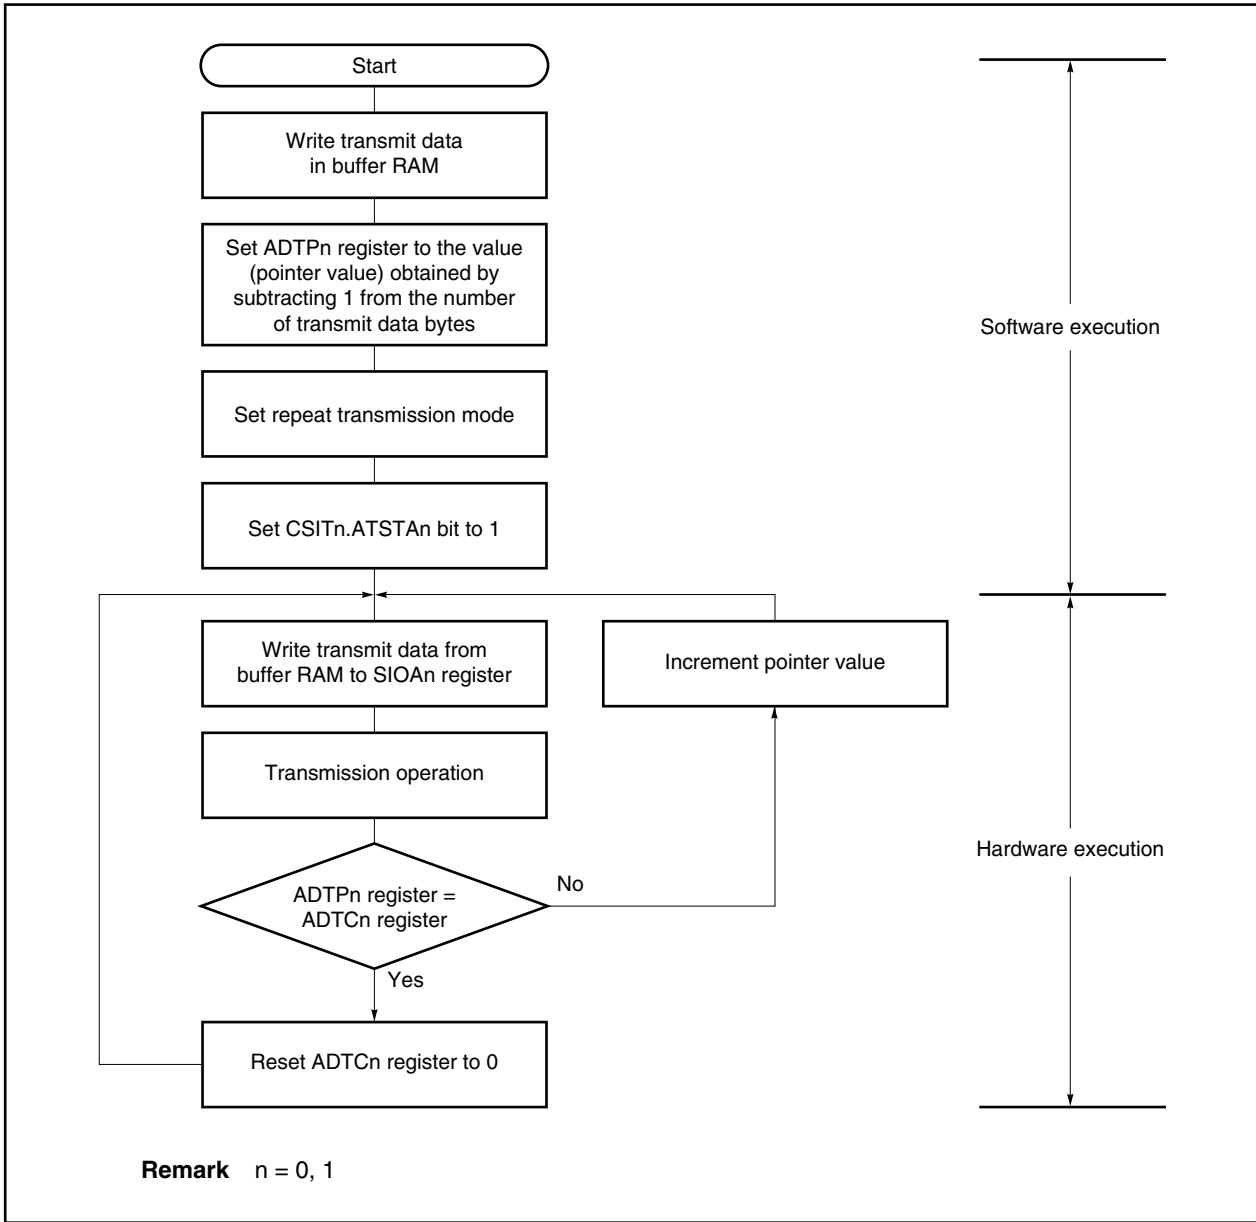 Start
Write transmit data
in buffer RAM
Set ADTPn register to the value
(pointer value) obtained by
subtracting 1 from the number
of transmit data bytes
Software execution
Set repeat transmission mode
Set CSITn.ATSTAn bit to 1
Write transmit data from
buffer RAM to SIOAn register
Increment pointer value
Transmission operation
Hardware execution
ADTPn register =
ADTCn register
No
Yes
Reset ADTCn register to 0
Remark n = 0, 1